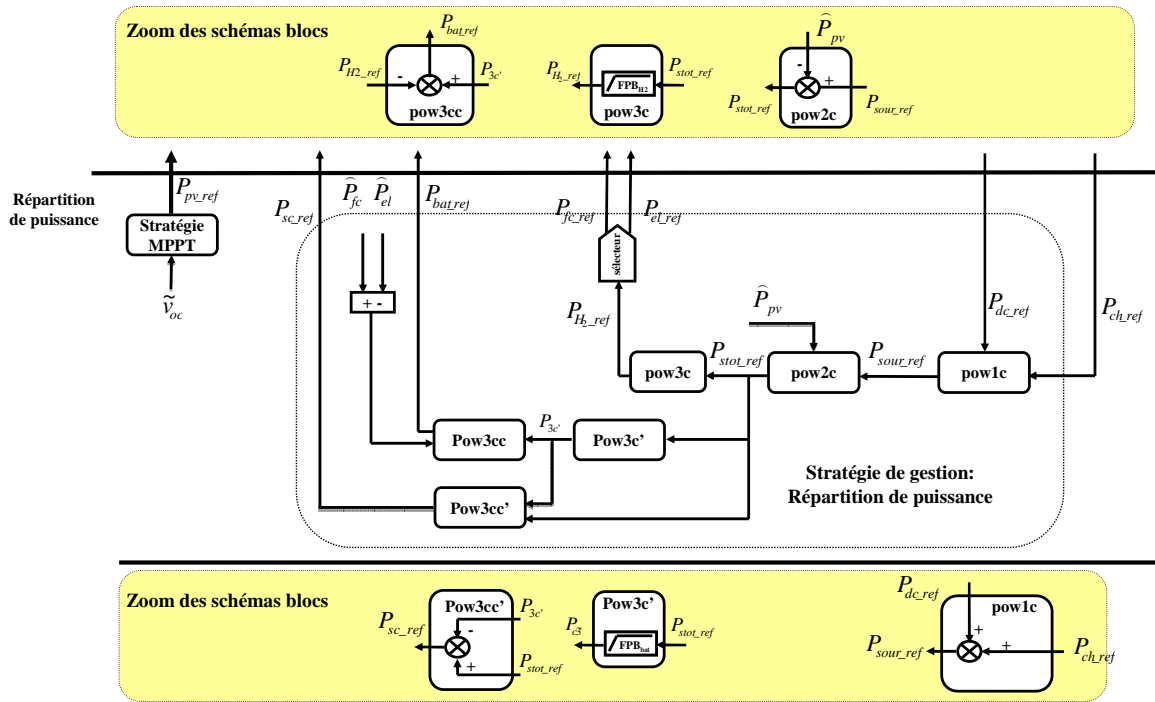 Zoom des schémas blocs
P_bat_ref
P_H2_ref
-
+
P_3c'
pow3cc
P_H2_ref
FPB_H2
P_stot_ref
pow3c
P̂_pv
-
+
P_stot_ref
P_sour_ref
pow2c
Répartition
de puissance
P_pv_ref
Stratégie
MPPT
ṽ_oc
P_sc_ref
P̂_fc
P̂_el
P_bat_ref
+ -
P_fc_ref
P_el_ref
sélecteur
P_H2_ref
P̂_pv
P_dc_ref
P_ch_ref
P_stot_ref
P_sour_ref
pow3c
pow2c
pow1c
Pow3cc
P_3c'
Pow3c’
Pow3cc’
Stratégie de gestion:
Répartition de puissance
Zoom des schémas blocs
Pow3cc’
P_3c'
P_sc_ref
-
+
P_stot_ref
Pow3c’
P_c3'
FPB_bat
P_stot_ref
P_dc_ref
pow1c
+
+
P_sour_ref
P_ch_ref